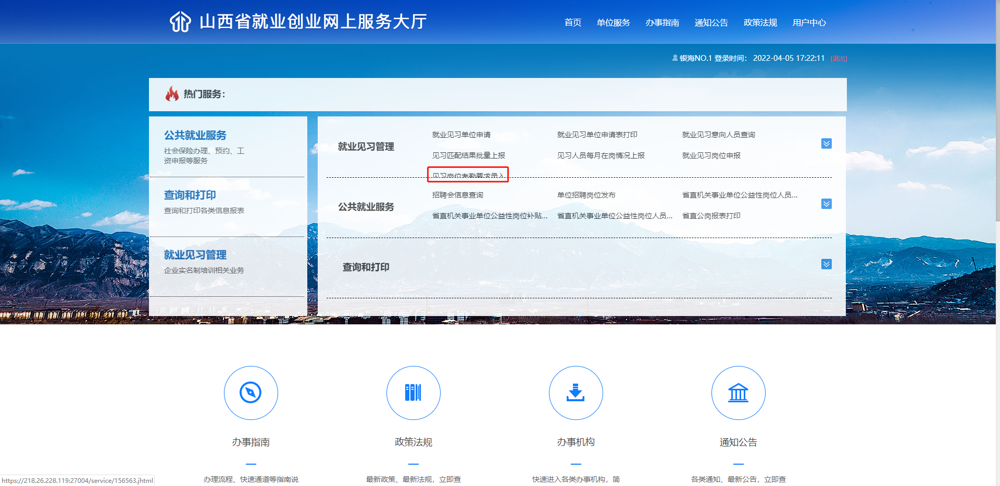 山西省就业创业网上服务大厅
首页 单位服务 办事指南 通知公告 政策法规 用户中心
银海NO.1 登录时间： 2022-04-05 17:22:11 [退出]
热门服务：
公共就业服务
社会保险办理、预约、工
资申报等服务
查询和打印
查询和打印各类信息报表
就业见习管理
企业实名制培训相关业务
就业见习管理
就业见习单位申请 就业见习单位申请表打印 就业见习意向人员查询
见习匹配结果批量上报 见习人员每月在岗情况上报 就业见习岗位申报
见习岗位考勤要求录入
公共就业服务
招聘会信息查询 单位招聘岗位发布 省直机关事业单位公益性岗位人员...
省直机关事业单位公益性岗位补贴... 省直机关事业单位公益性岗位人员... 省直公岗报表打印
查询和打印
办事指南 政策法规 办事机构 通知公告
办理流程、快速通道等指南说 最新政策、最新法规，立即查 快速进入各类办事机构，简 各类通知、最新公告，立即查
https://218.26.228.119:27004/service/156563.jhtml